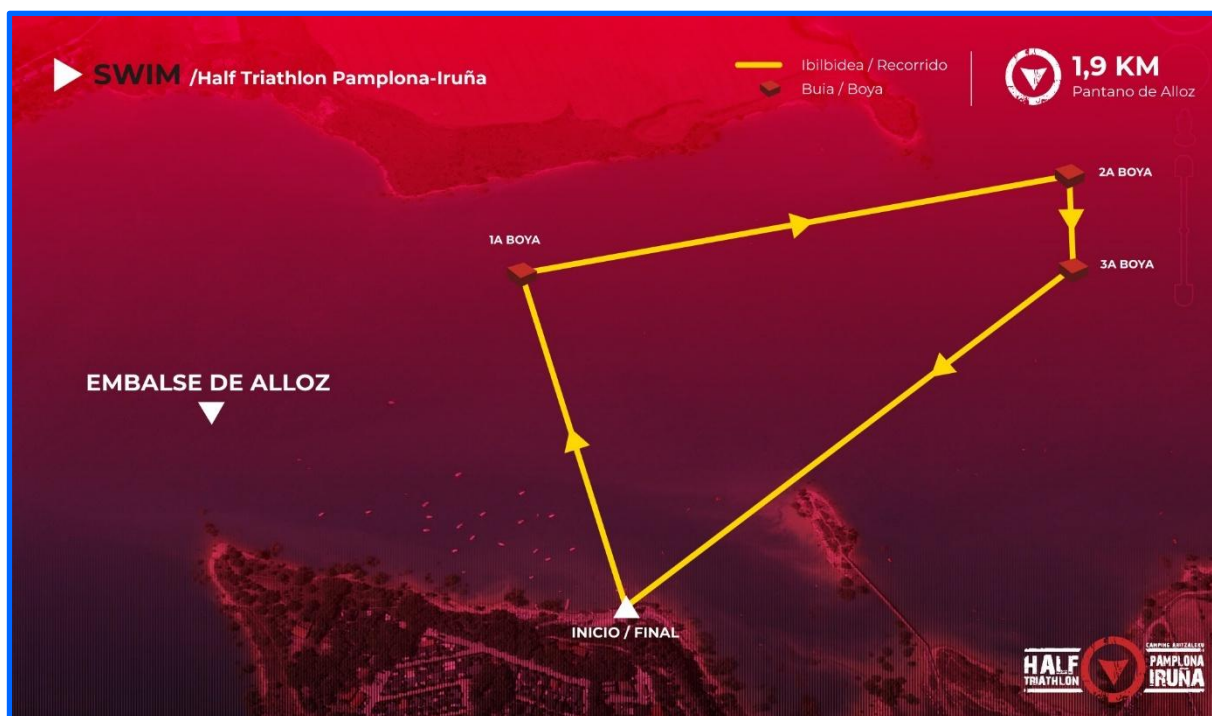 SWIM /Half Triathlon Pamplona-Iruña
Ibilbidea / Recorrido
Buia / Boya
1,9 KM
Pantano de Alloz
2A BOYA
1A BOYA
3A BOYA
EMBALSE DE ALLOZ
INICIO / FINAL
HALF
TRIATHLON
PAMPLONA
IRUÑA